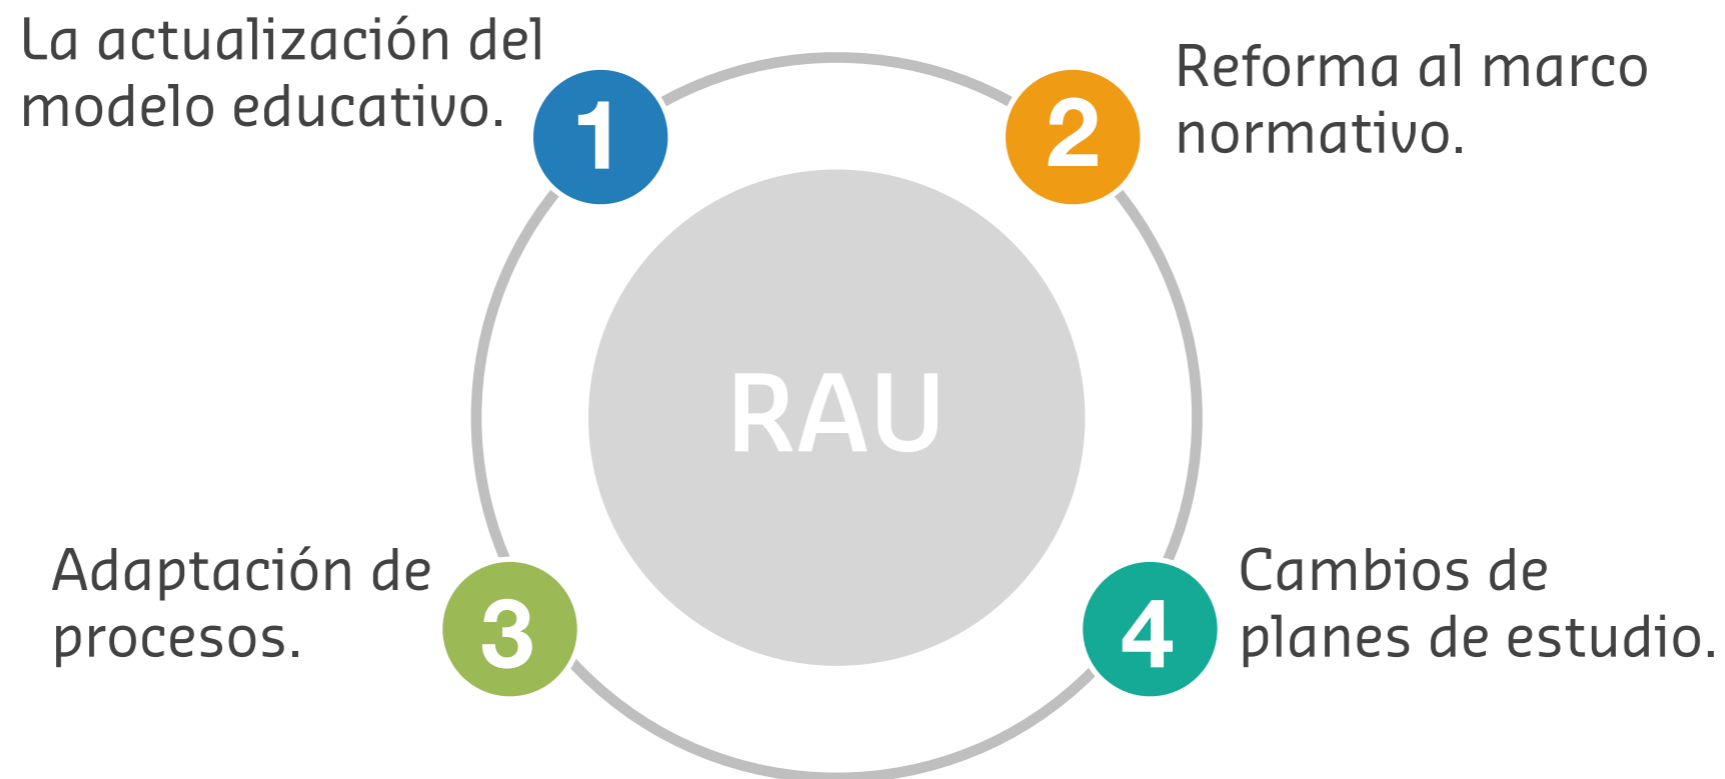 La actualización del
modelo educativo.
1
2
Reforma al marco
normativo.
RAU
Adaptación de
procesos.
3
4
Cambios de
planes de estudio.